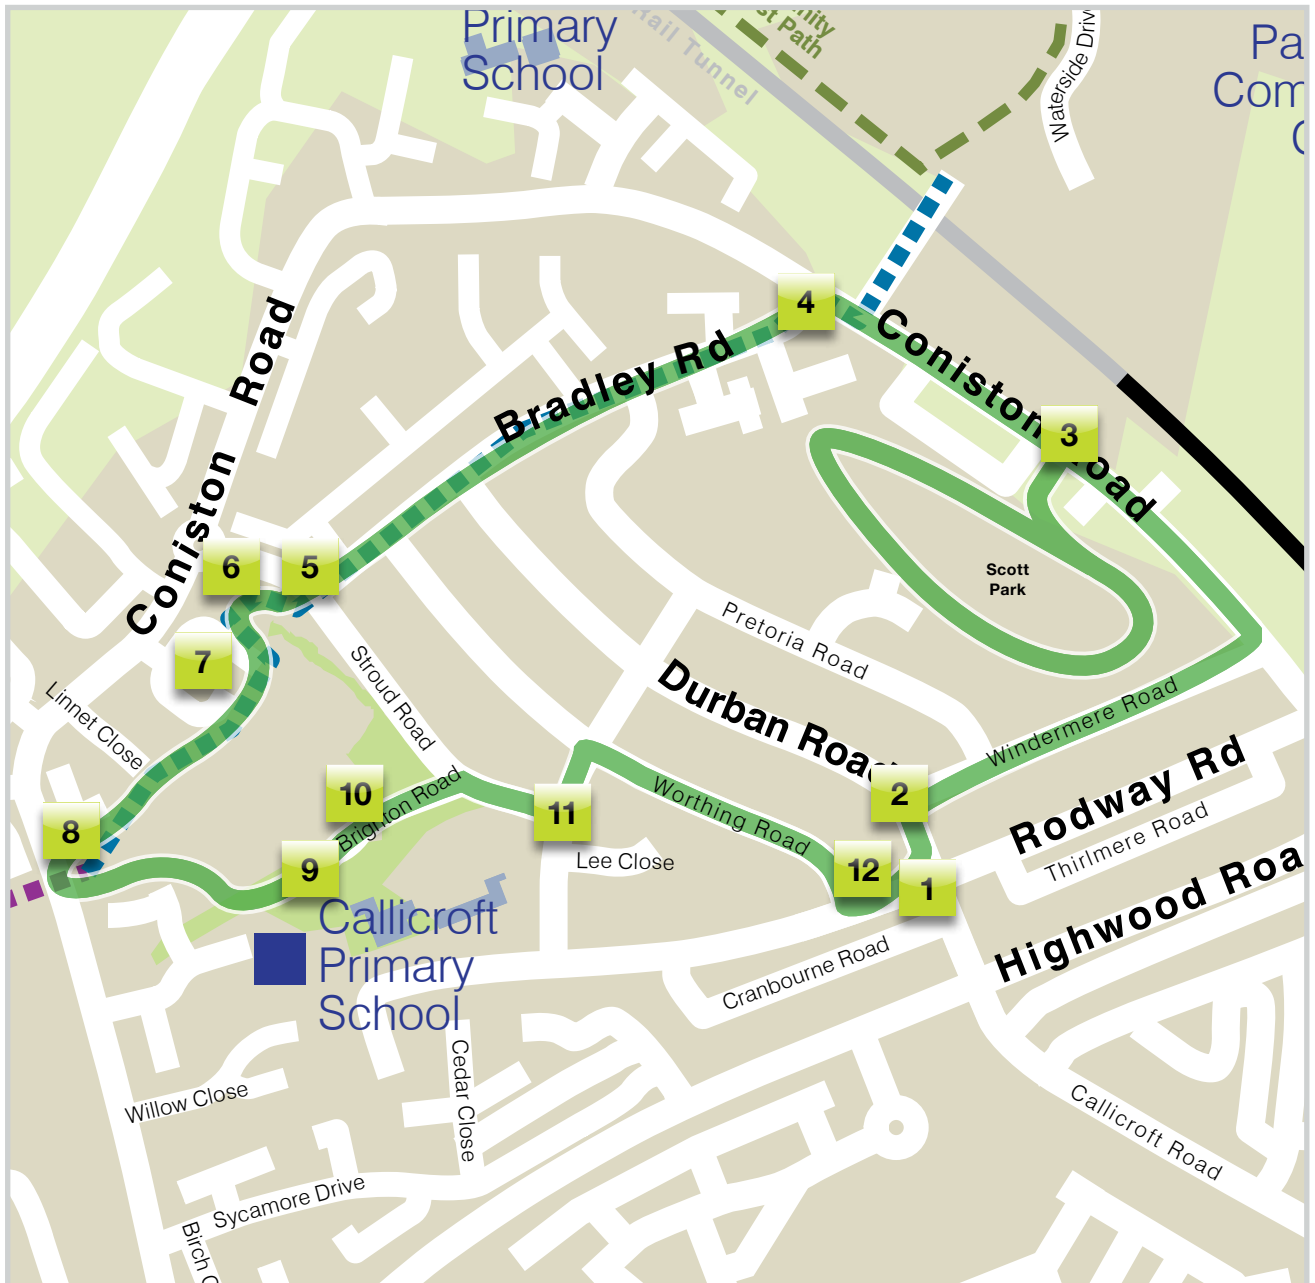 Primary
School
Rail Tunnel
st Path
Waterside
Pa
Com
Coniston Road
4
Bradley Rd
Coniston Road
3
6
5
Scott
Park
7
Linnet Close
Stroud Road
Pretoria Road
Durban Road
Windermere Road
2
Rodway Rd
Thirlmere Road
8
10
Brighton Road
11
Worthing Road
9
Lee Close
12
1
Highwood Roa
Callicroft
Primary
School
Cranbourne Road
Cedar Close
Willow Close
Callicroft Road
Sycamore Drive
Birch